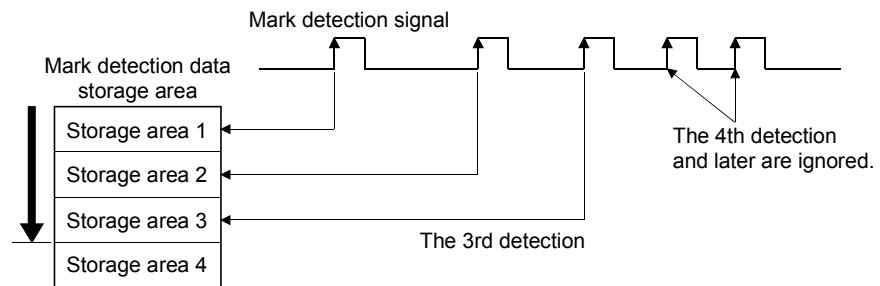 Mark detection signal
Mark detection data
storage area
Storage area 1
Storage area 2
Storage area 3
Storage area 4
The 3rd detection
The 4th detection
and later are ignored.